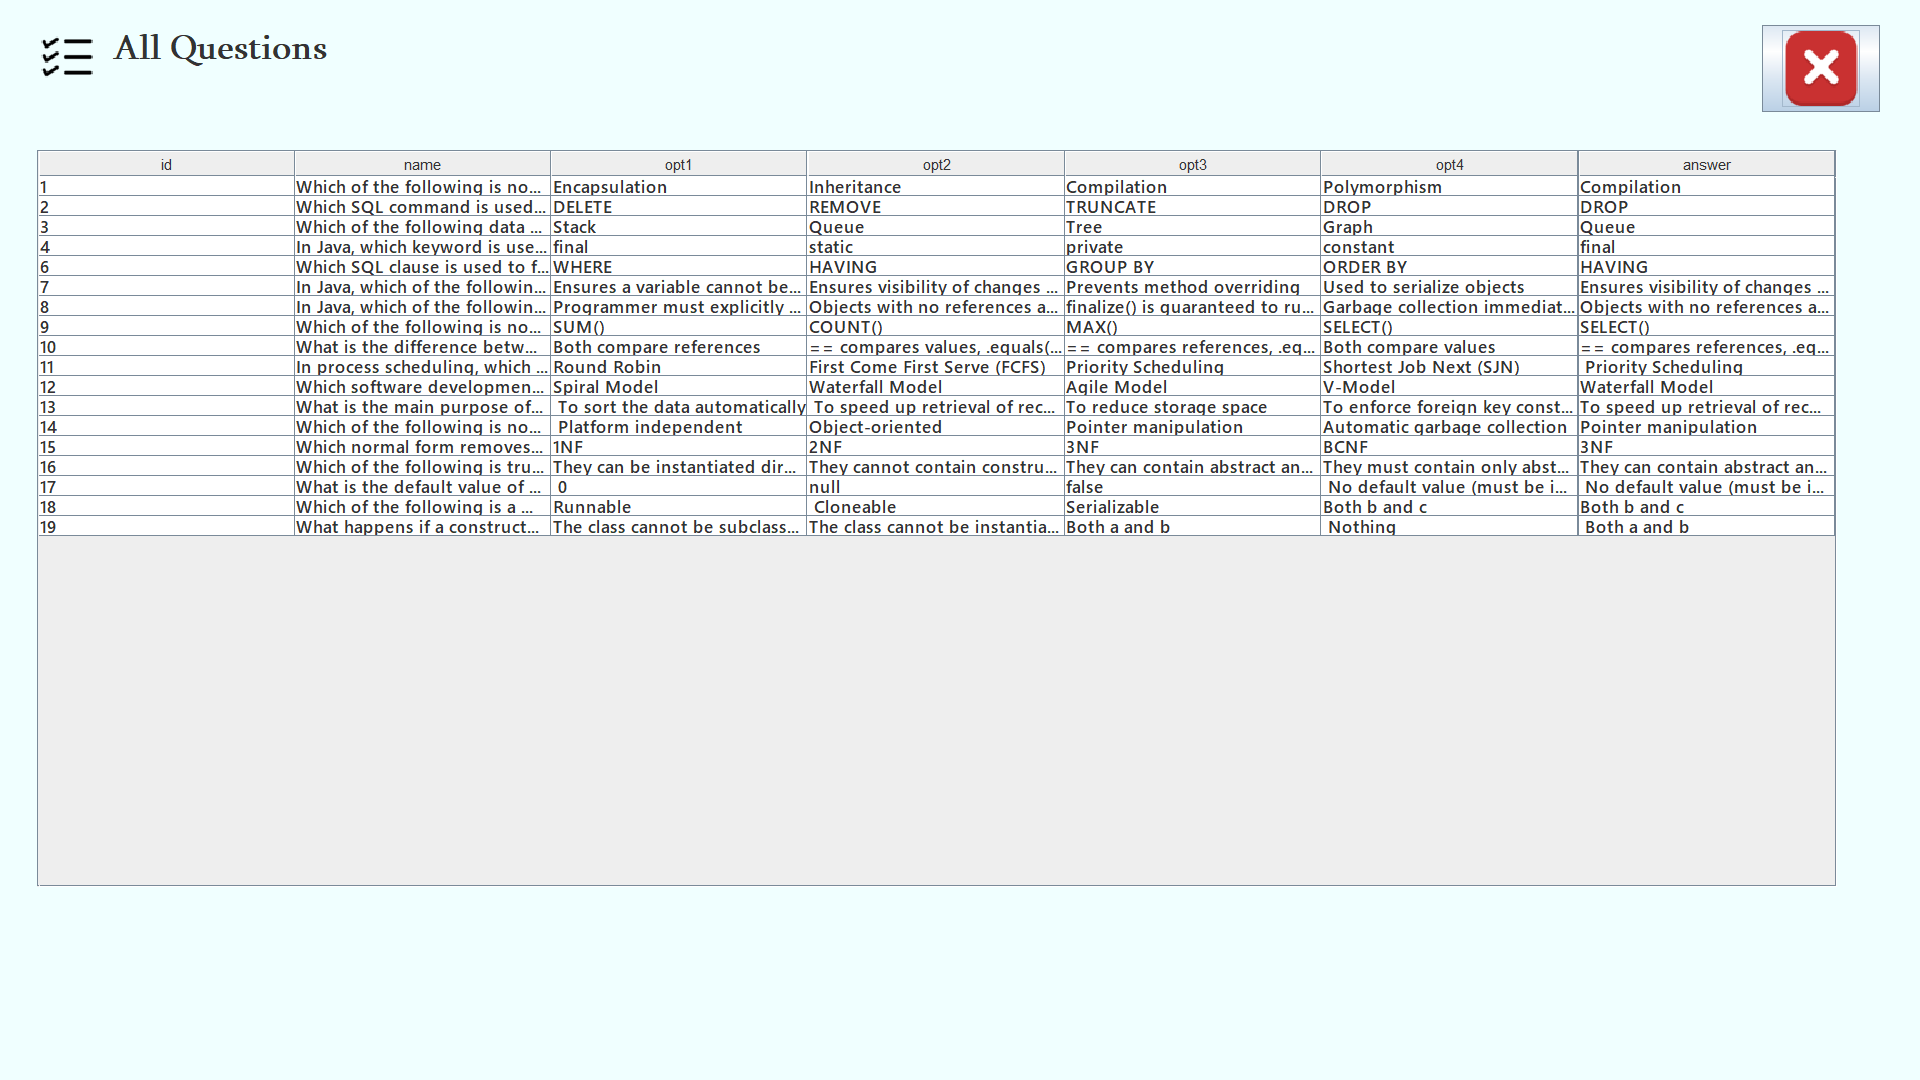 All Questions
id name opt1 opt2 opt3 opt4 answer
1 Which of the following is no... Encapsulation Inheritance Compilation Polymorphism Compilation
2 Which SQL command is used... DELETE REMOVE TRUNCATE DROP DROP
3 Which of the following data ... Stack Queue Tree Graph Queue
4 In Java, which keyword is use... final static private constant final
6 Which SQL clause is used to f... WHERE HAVING GROUP BY ORDER BY HAVING
7 In Java, which of the followin... Ensures a variable cannot be... Ensures visibility of changes ... Prevents method overriding Used to serialize objects Ensures visibility of changes ...
8 In Java, which of the followin... Programmer must explicitly ... Objects with no references a... finalize() is guaranteed to ru... Garbage collection immediat... Objects with no references a...
9 Which of the following is no... SUM() COUNT() MAX() SELECT() SELECT()
10 What is the difference betw... Both compare references == compares values, .equals(... == compares references, .eq... Both compare values == compares references, .eq...
11 In process scheduling, which ... Round Robin First Come First Serve (FCFS) Priority Scheduling Shortest Job Next (SJN) Priority Scheduling
12 Which software developmen... Spiral Model Waterfall Model Agile Model V-Model Waterfall Model
13 What is the main purpose of... To sort the data automatically To speed up retrieval of rec... To reduce storage space To enforce foreign key const... To speed up retrieval of rec...
14 Which of the following is no... Platform independent Object-oriented Pointer manipulation Automatic garbage collection Pointer manipulation
15 Which normal form removes... 1NF 2NF 3NF BCNF 3NF
16 Which of the following is tru... They can be instantiated dir... They cannot contain constru... They can contain abstract an... They must contain only abst... They can contain abstract an...
17 What is the default value of ... 0 null false No default value (must be i... No default value (must be i...
18 Which of the following is a ... Runnable Cloneable Serializable Both b and c Both b and c
19 What happens if a construct... The class cannot be subclass... The class cannot be instantia... Both a and b Nothing Both a and b